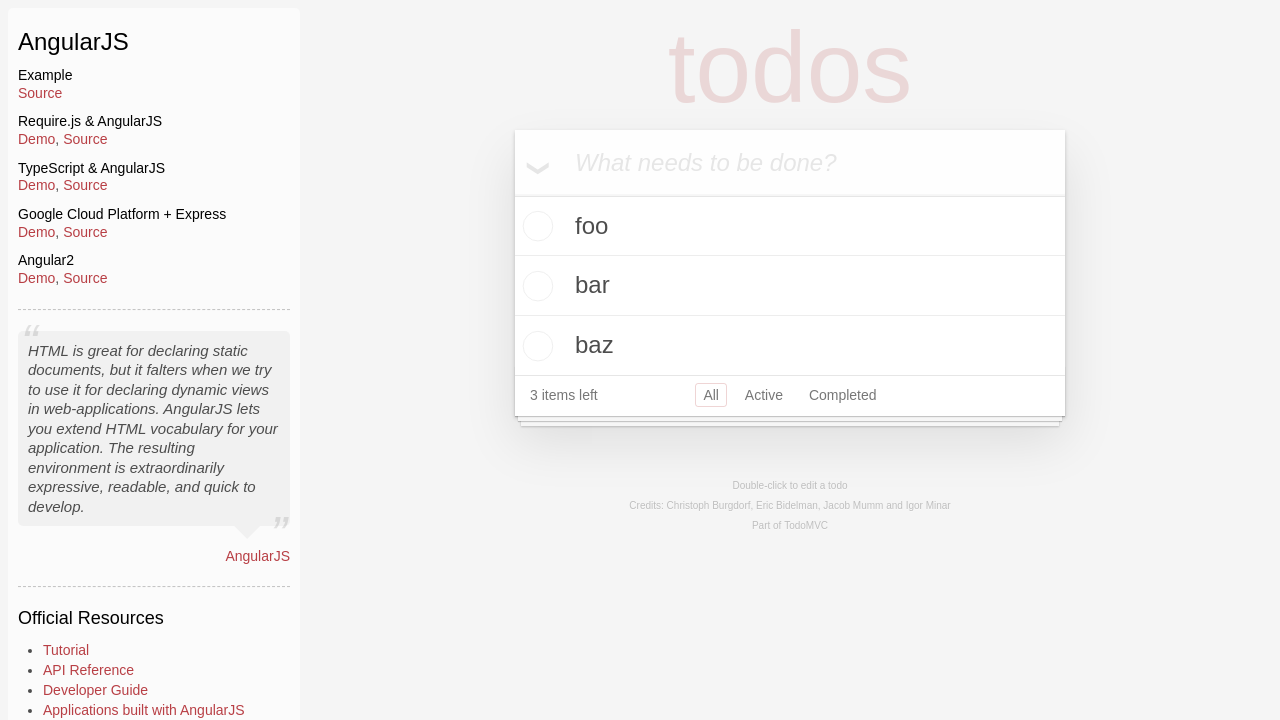 AngularJS
Example
Source
Require.js & AngularJS
Demo, Source
TypeScript & AngularJS
Demo, Source
Google Cloud Platform + Express
Demo, Source
Angular2
Demo, Source
“
HTML is great for declaring static
documents, but it falters when we try
to use it for declaring dynamic views
in web-applications. AngularJS lets
you extend HTML vocabulary for your
application. The resulting
environment is extraordinarily
expressive, readable, and quick to
develop.
”
AngularJS
Official Resources
• Tutorial
• API Reference
• Developer Guide
• Applications built with AngularJS
todos
What needs to be done?
foo
bar
baz
3 items left All Active Completed
Double-click to edit a todo
Credits: Christoph Burgdorf, Eric Bidelman, Jacob Mumm and Igor Minar
Part of TodoMVC